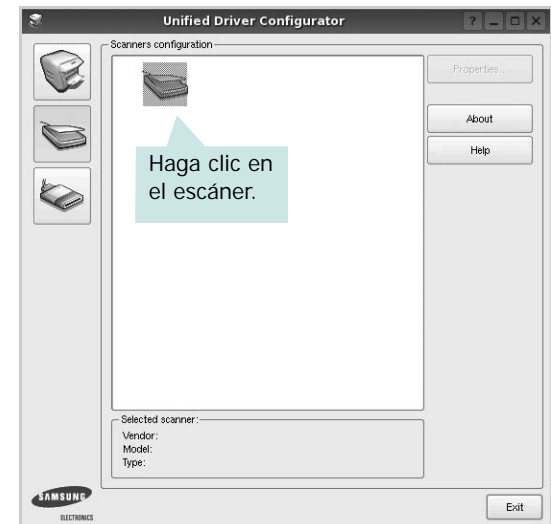 Unified Driver Configurator
Scanners configuration
Properties...
About
Help
Haga clic en
el escáner.
Selected scanner:
Vendor:
Model:
Type:
SAMSUNG
ELECTRONICS
Exit